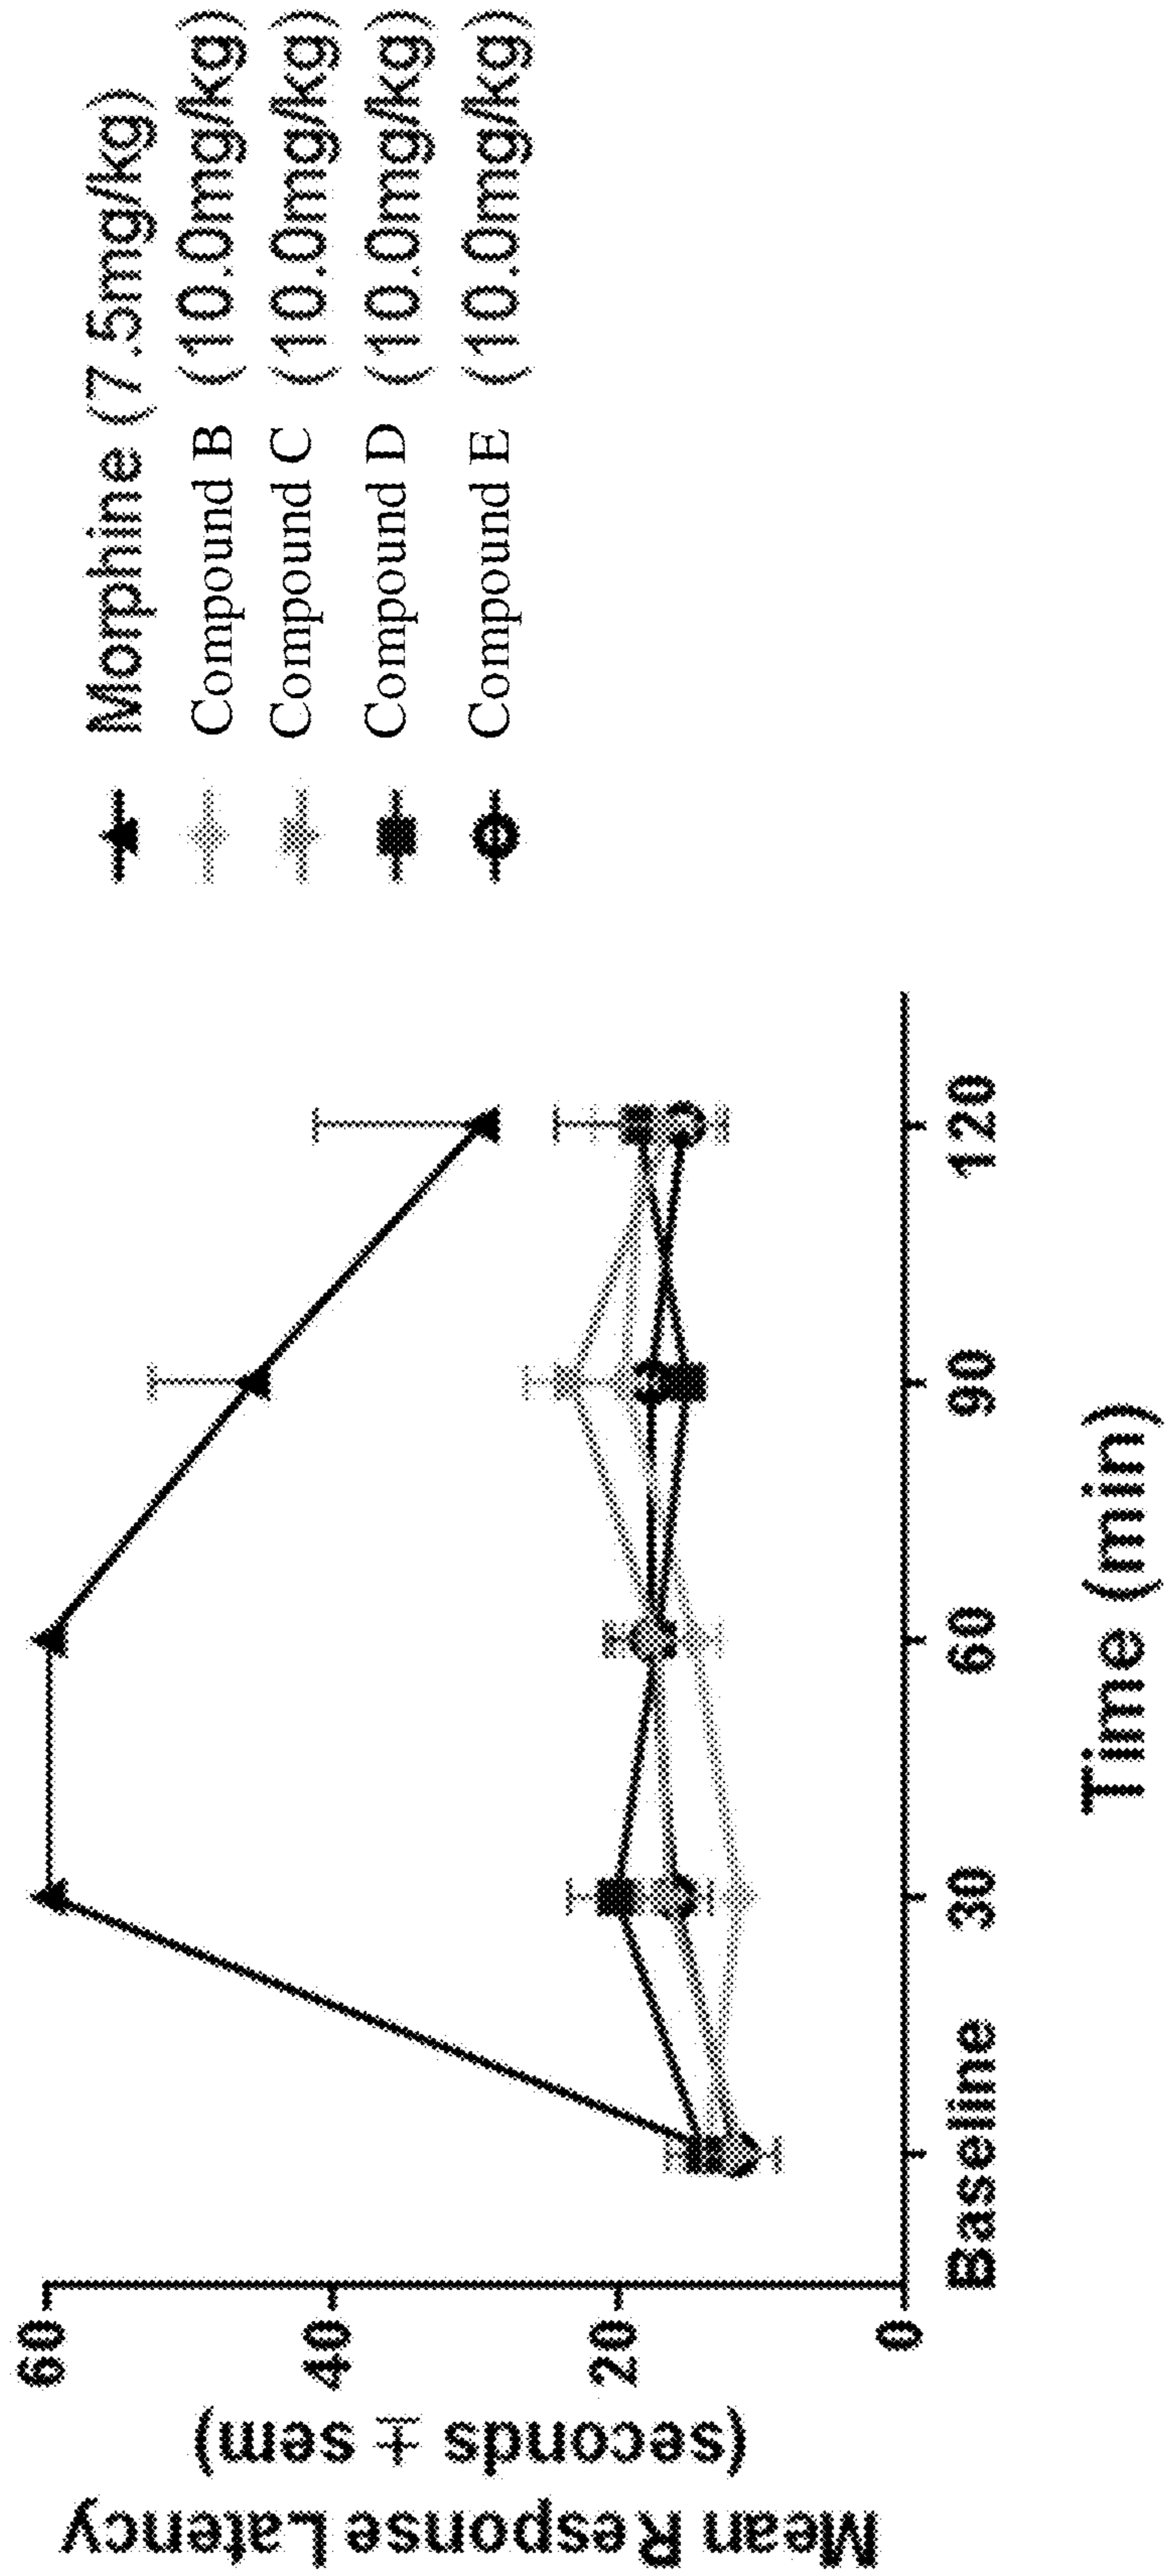 Mean Response Latency
(seconds ± sem)
60
40
20
0
Baseline
30
60
90
120
Time (min)
Morphine (7.5mg/kg)
Compound B (10.0mg/kg)
Compound C (10.0mg/kg)
Compound D (10.0mg/kg)
Compound E (10.0mg/kg)